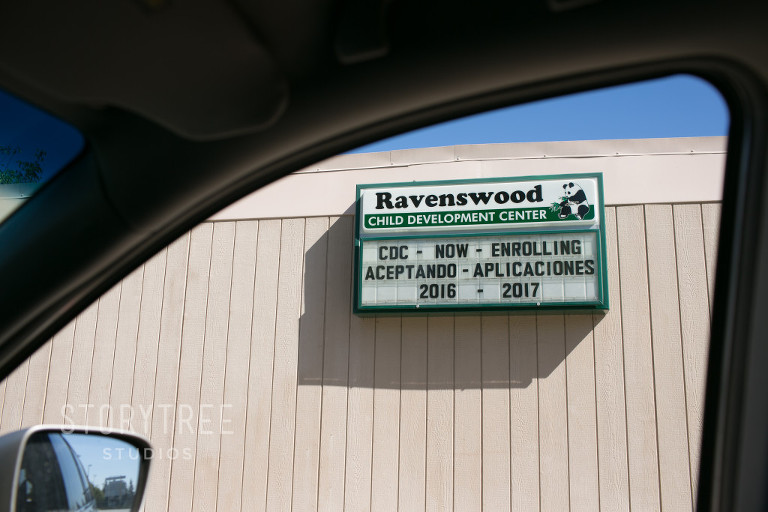 Ravenswood
CHILD DEVELOPMENT CENTER
CDC - NOW - ENROLLING
ACEPTANDO - APLICACIONES
2016 - 2017
STORYTREE
STUDIOS